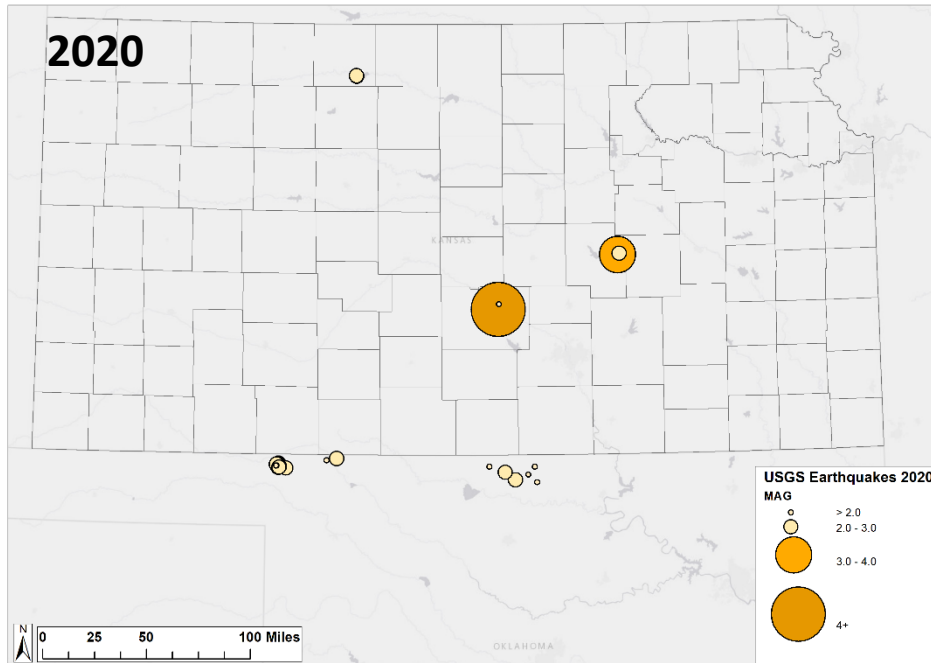 2020
KANSAS
USGS Earthquakes 2020
MAG
> 2.0
2.0 - 3.0
3.0 - 4.0
4+
N
0 25 50 100 Miles
OKLAHOMA